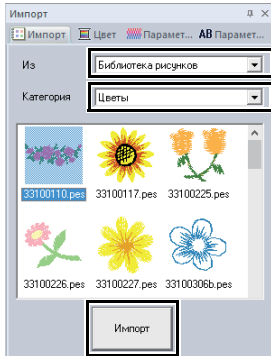 Импорт
Импорт Цвет Парамет... AB Парамет...
Из Библиотека рисунков
Категория Цветы
33100110.pes 33100117.pes 33100225.pes
33100226.pes 33100227.pes 33100306b.pes
Импорт